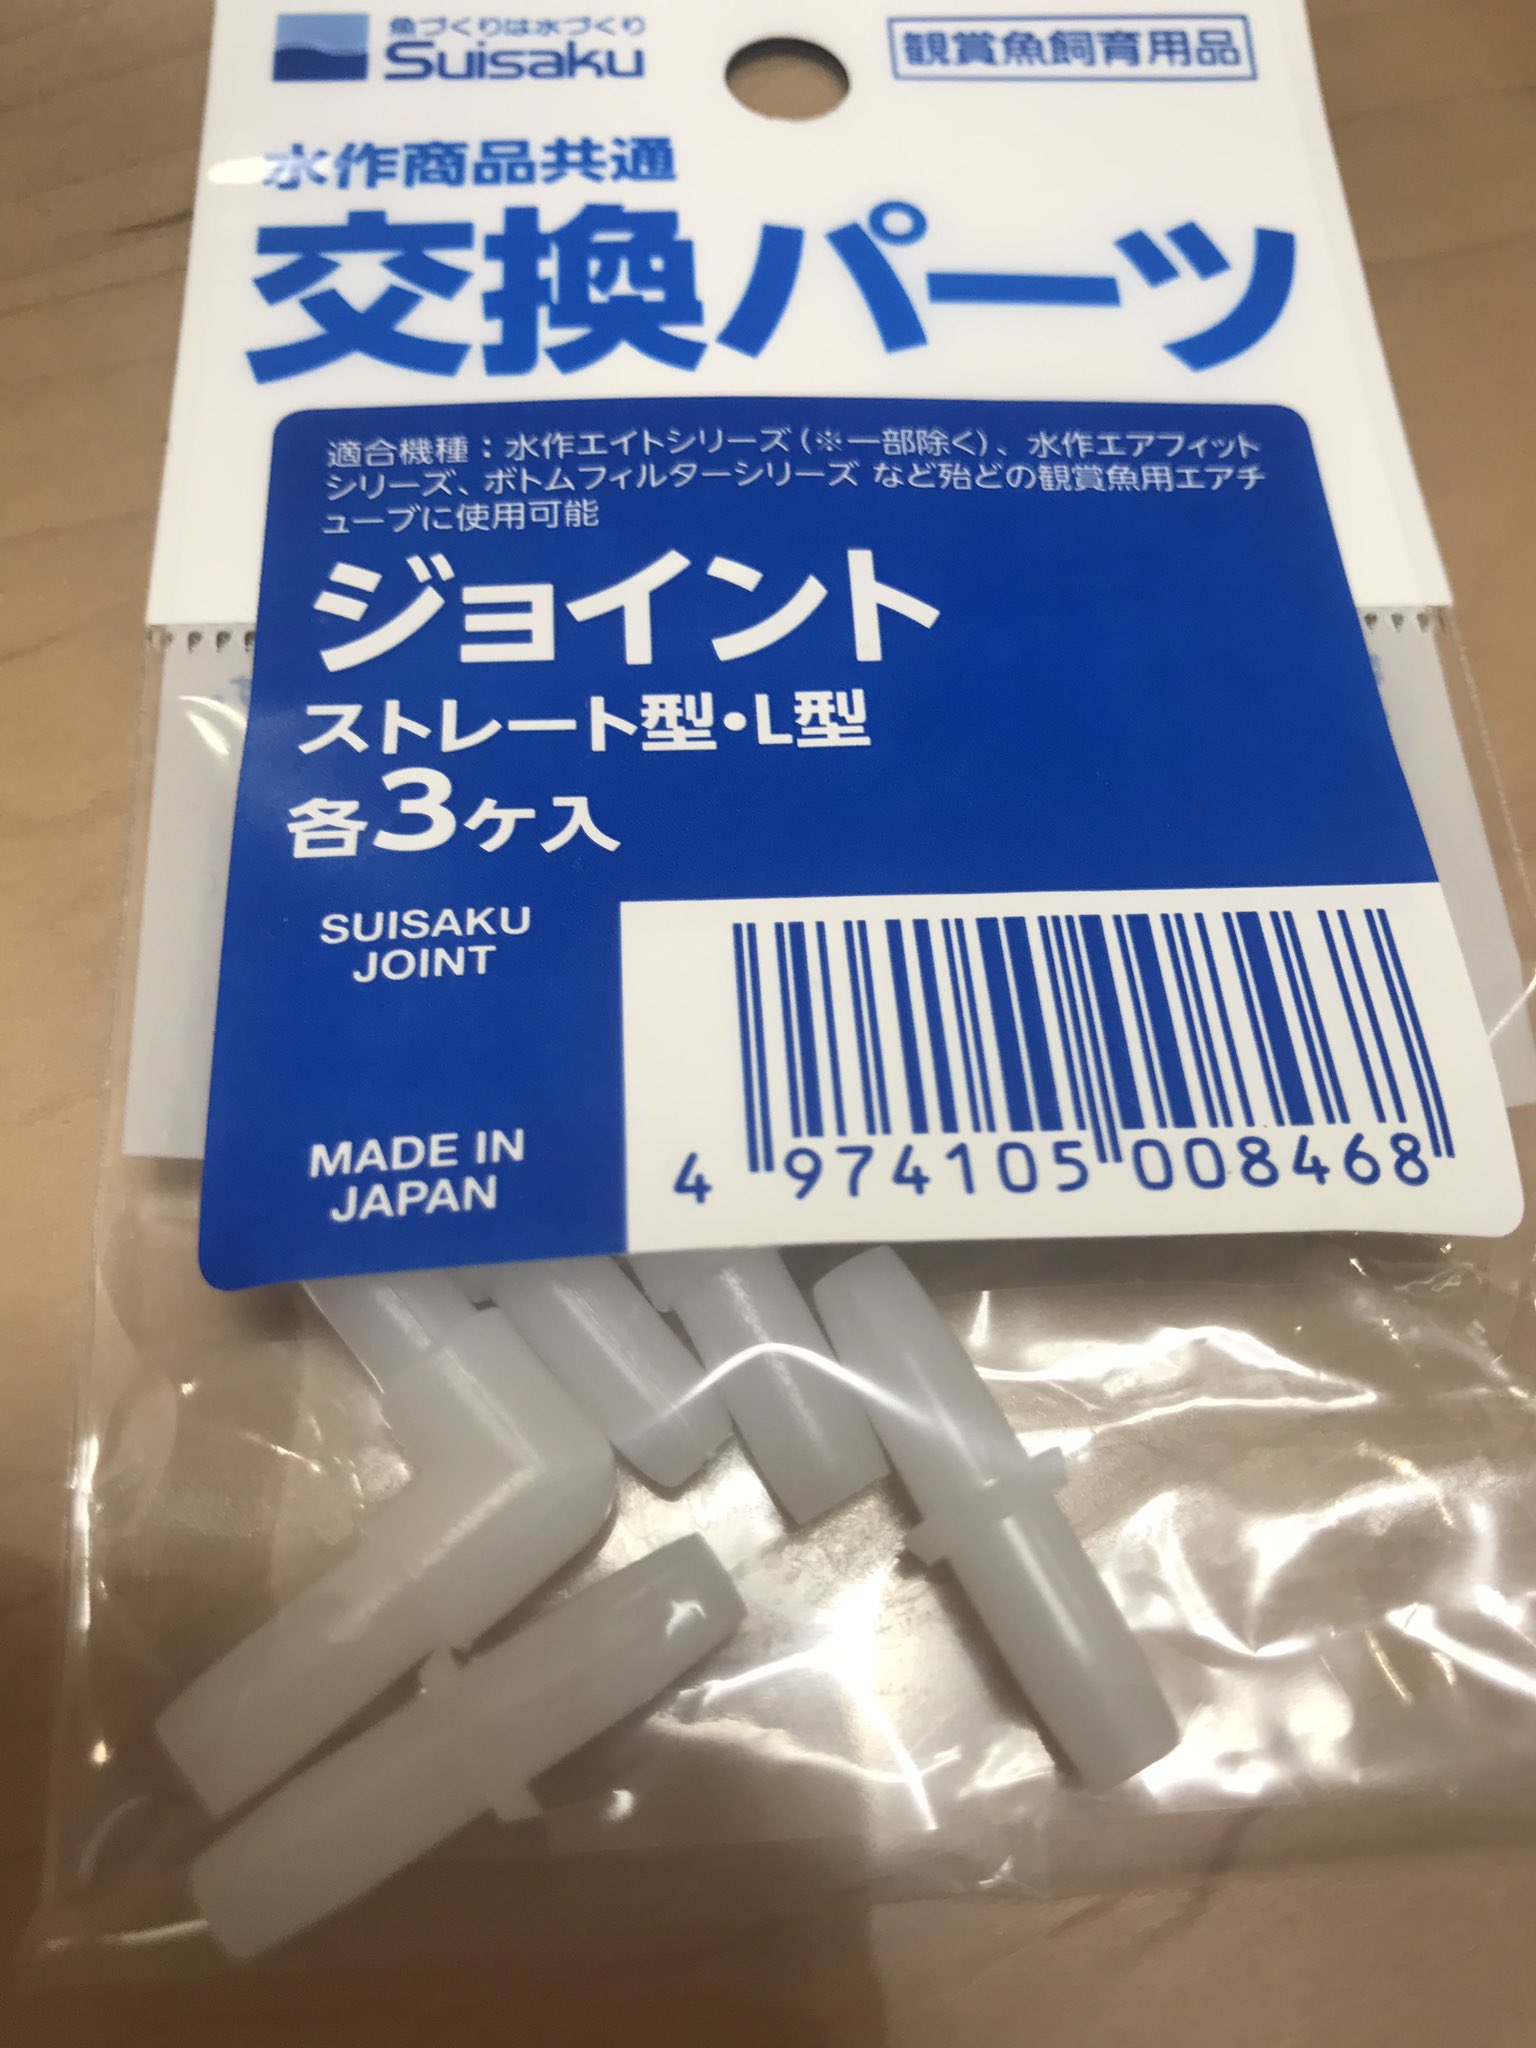 魚づくりは水づくり
Suisaku
観賞魚飼育用品
水作商品共通
交換パーツ
適合機種：水作エイトシリーズ（※一部除く）、水作エアフィット
シリーズ、ボトムフィルターシリーズ など殆どの観賞魚用エアチ
ューブに使用可能
ジョイント
ストレート型・L型
各3ケ入
SUISAKU
JOINT
MADE IN
JAPAN
4 974105 008468